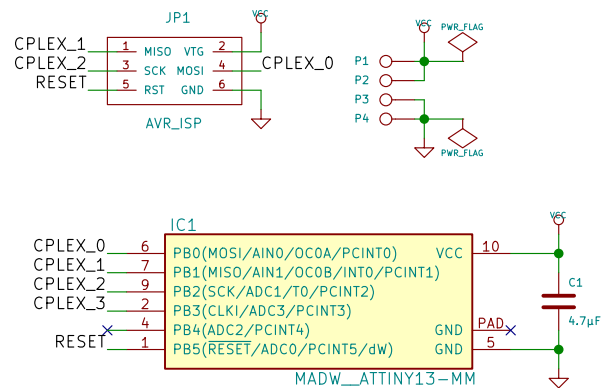 JP1
VCC
CPLEX_1 1 MISO VTG 2
CPLEX_2 3 SCK MOSI 4 CPLEX_0
RESET 5 RST GND 6
AVR_ISP
VCC
PWR_FLAG
P1
P2
P3
P4
PWR_FLAG
IC1
VCC
CPLEX_0 6 PB0(MOSI/AIN0/OC0A/PCINT0) VCC 10
CPLEX_1 7 PB1(MISO/AIN1/OC0B/INT0/PCINT1)
CPLEX_2 9 PB2(SCK/ADC1/T0/PCINT2)
C1
CPLEX_3 2 PB3(CLKI/ADC3/PCINT3)
4.7µF
4 PB4(ADC2/PCINT4) GND PAD
RESET 1 PB5(RESET/ADC0/PCINT5/dW) GND 5
MADW__ATTINY13-MM